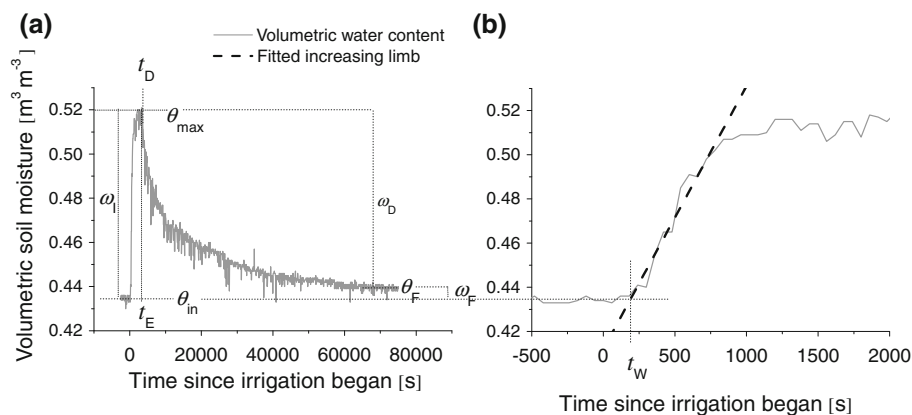 (a)
Volumetric water content
Fitted increasing limb
(b)
Volumetric soil moisture [m³ m⁻³]
0.52
0.50
0.48
0.46
0.44
0.42
t_D
θ_max
ω_I
ω_D
θ_F
ω_F
θ_in
t_E
0 20000 40000 60000 80000
Time since irrigation began [s]
0.52
0.50
0.48
0.46
0.44
0.42
-500 0 500 1000 1500 2000
t_W
Time since irrigation began [s]